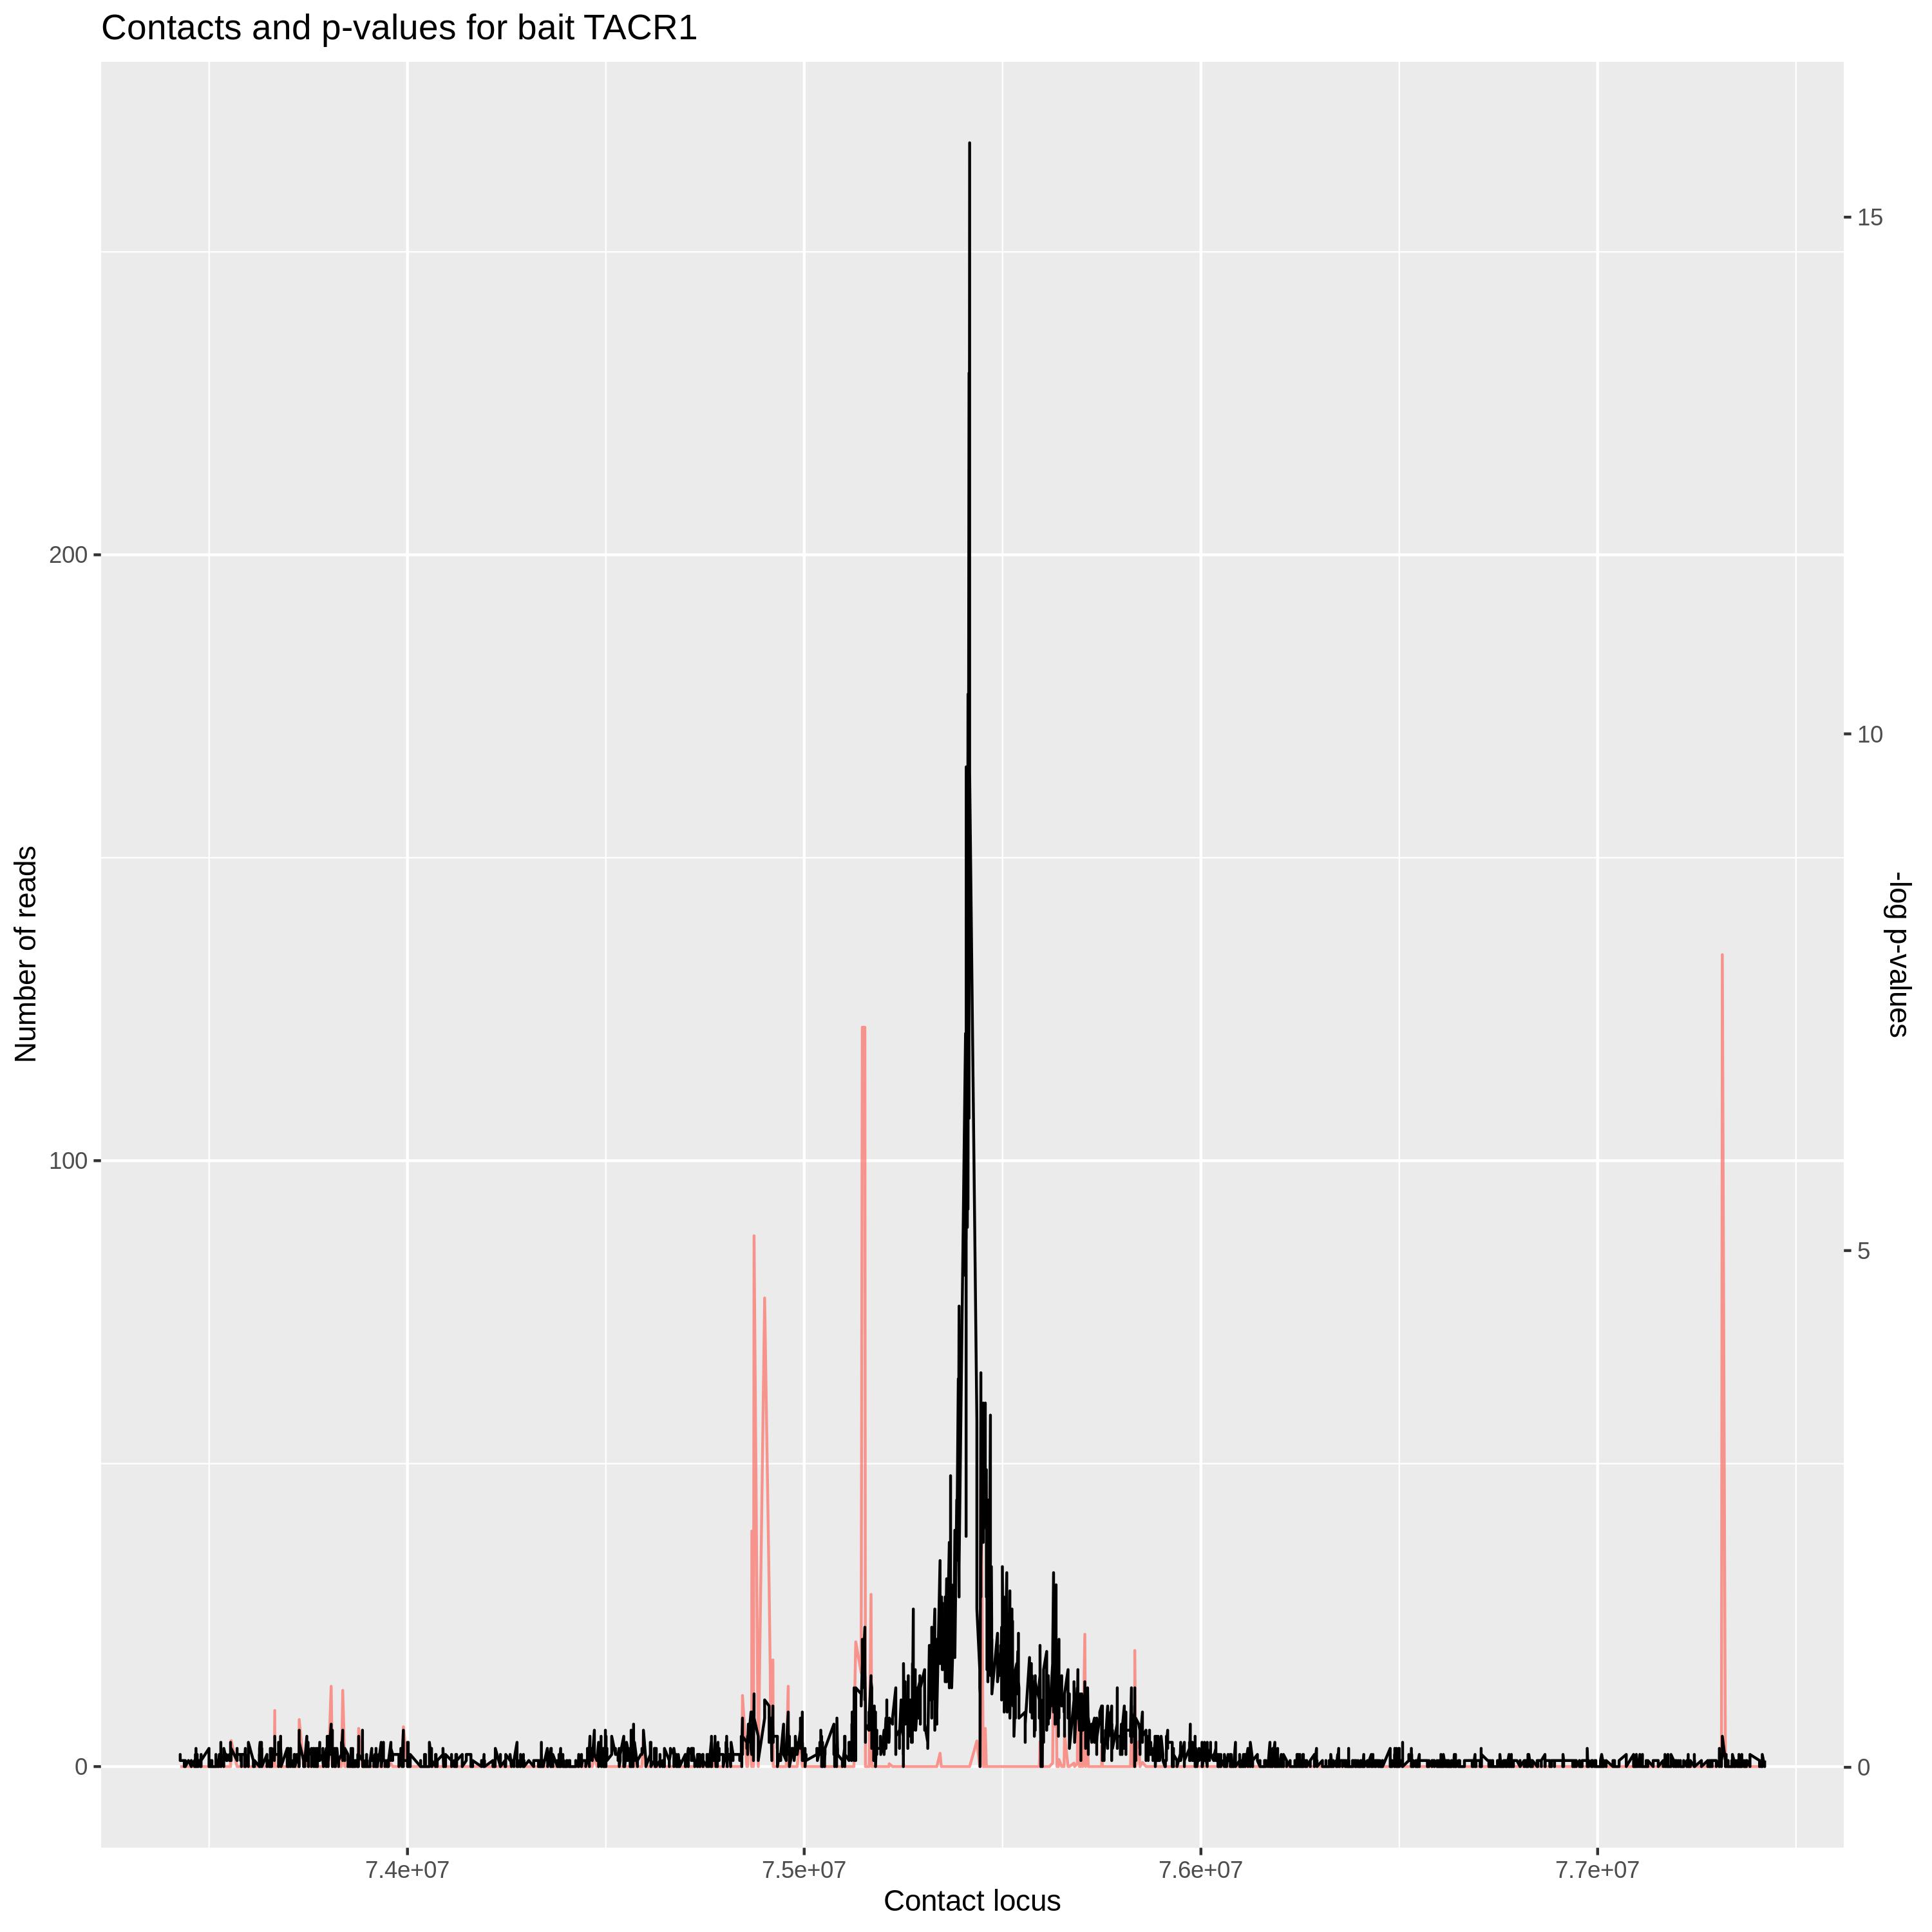 Contacts and p-values for bait TACR1
Number of reads
200
100
0
15
10
5
0
-log p-values
7.4e+07
7.5e+07
7.6e+07
7.7e+07
Contact locus